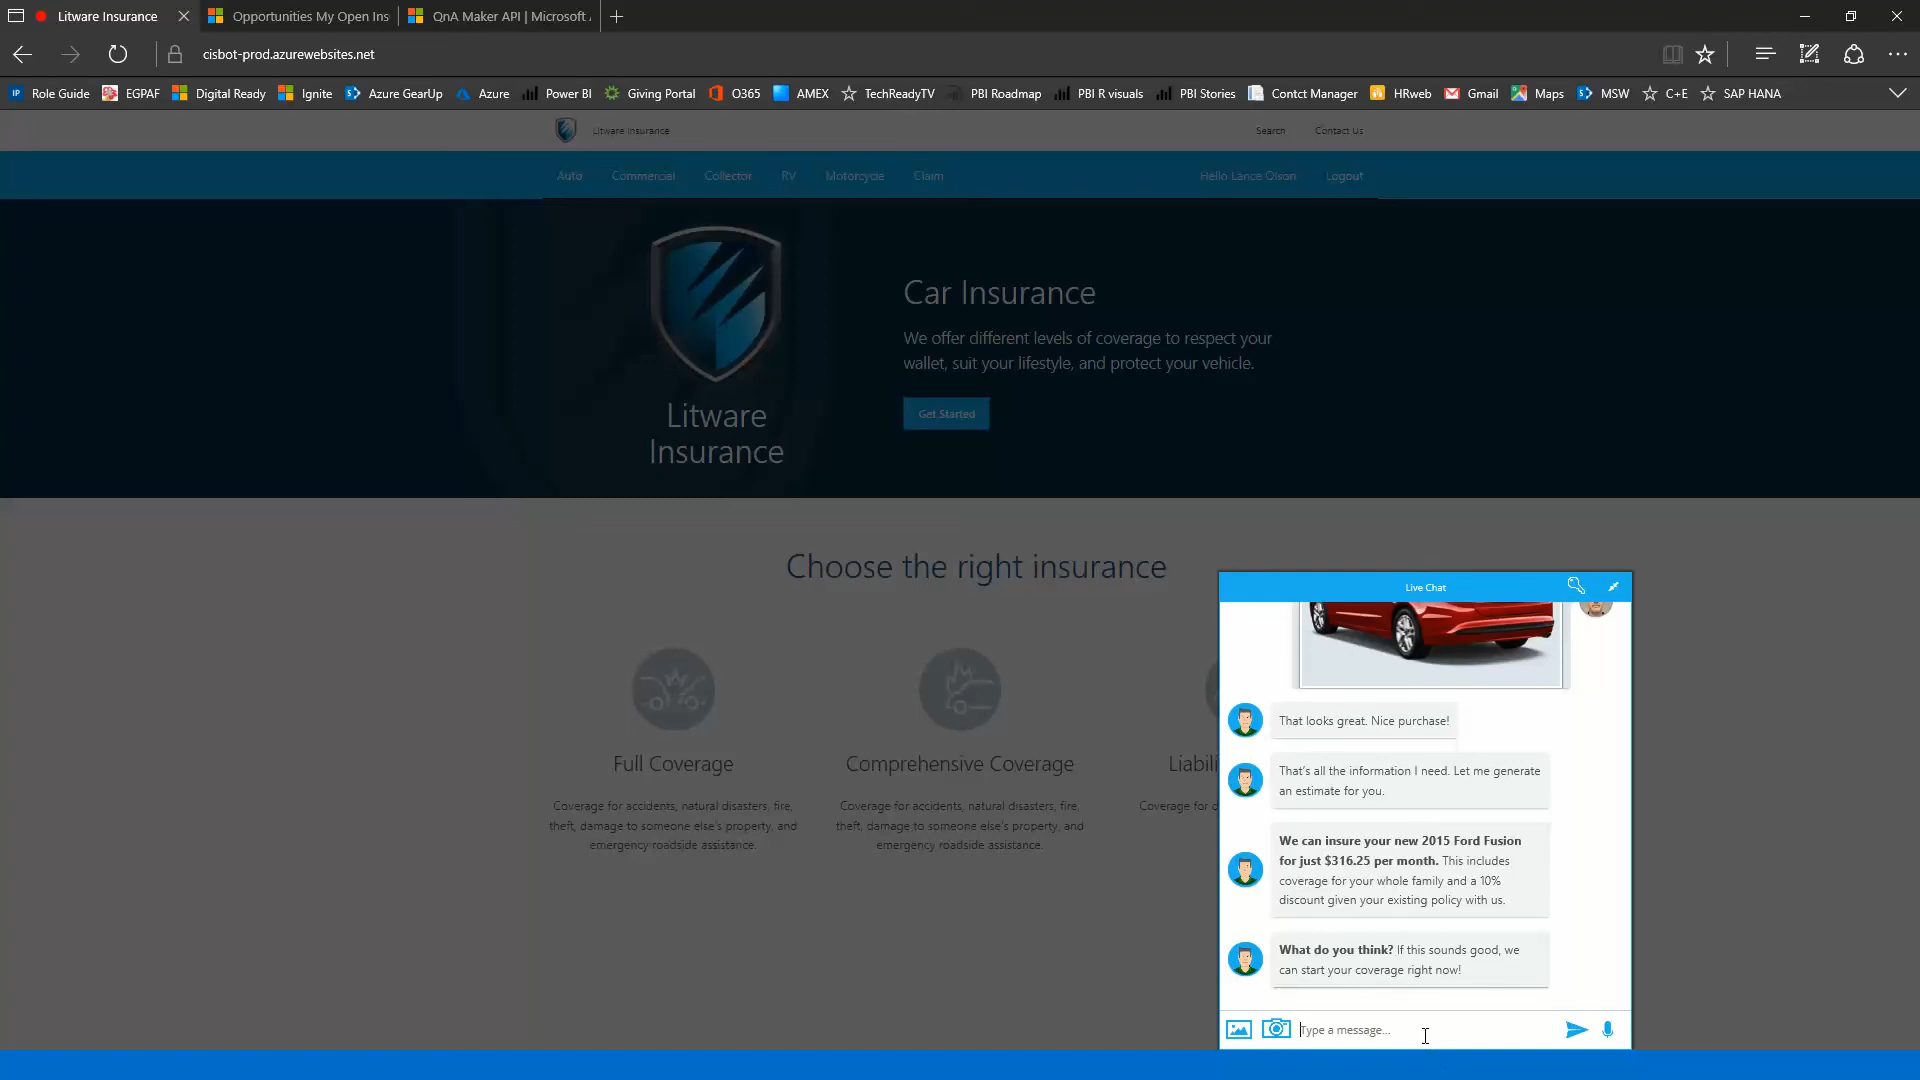 Litware Insurance
Opportunities My Open Ins
QnA Maker API | Microsoft
cisbot-prod.azurewebsites.net
IP Role Guide EGPAF Digital Ready Ignite Azure GearUp Azure Power BI Giving Portal O365 AMEX TechReadyTV PBI Roadmap PBI R visuals PBI Stories Contct Manager HRweb Gmail Maps MSW C+E SAP HANA
Litware Insurance Search Contact Us
Auto Commercial Collector RV Motorcycle Claim Hello Lance Olson Logout
Litware
Insurance
Car Insurance
We offer different levels of coverage to respect your
wallet, suit your lifestyle, and protect your vehicle.
Get Started
Choose the right insurance
Full Coverage
Coverage for accidents, natural disasters, fire,
theft, damage to someone else's property, and
emergency roadside assistance.
Comprehensive Coverage
Coverage for accidents, natural disasters, fire,
theft, damage to someone else's property, and
emergency roadside assistance.
Liabili
Coverage for c
Live Chat
That looks great. Nice purchase!
That's all the information I need. Let me generate
an estimate for you.
We can insure your new 2015 Ford Fusion
for just $316.25 per month. This includes
coverage for your whole family and a 10%
discount given your existing policy with us.
What do you think? If this sounds good, we
can start your coverage right now!
Type a message...